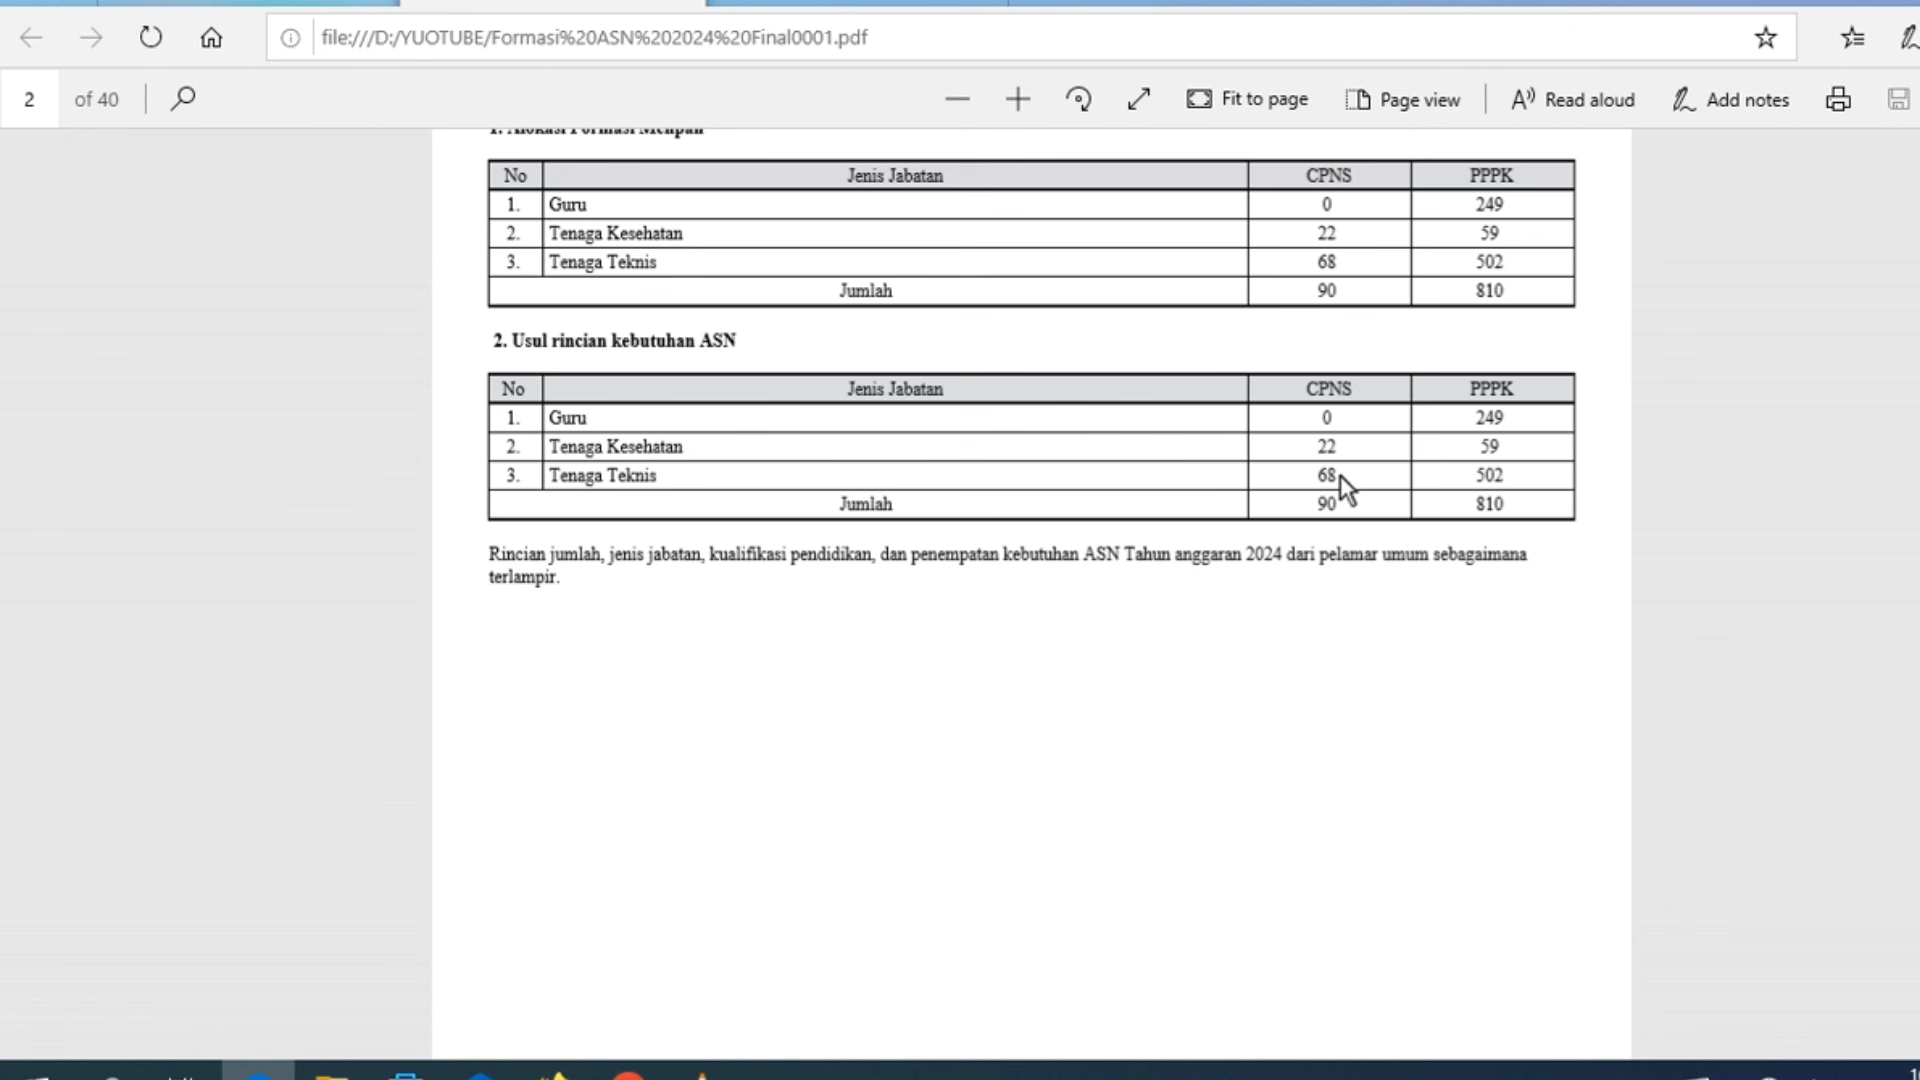 file:///D:/YUOTUBE/Formasi%20ASN%202024%20Final0001.pdf
2 of 40 Fit to page Page view Read aloud Add notes
1. Alokasi Formasi Menpan
No Jenis Jabatan CPNS PPPK
1. Guru 0 249
2. Tenaga Kesehatan 22 59
3. Tenaga Teknis 68 502
Jumlah 90 810
2. Usul rincian kebutuhan ASN
No Jenis Jabatan CPNS PPPK
1. Guru 0 249
2. Tenaga Kesehatan 22 59
3. Tenaga Teknis 68 502
Jumlah 90 810
Rincian jumlah, jenis jabatan, kualifikasi pendidikan, dan penempatan kebutuhan ASN Tahun anggaran 2024 dari pelamar umum sebagaimana
terlampir.